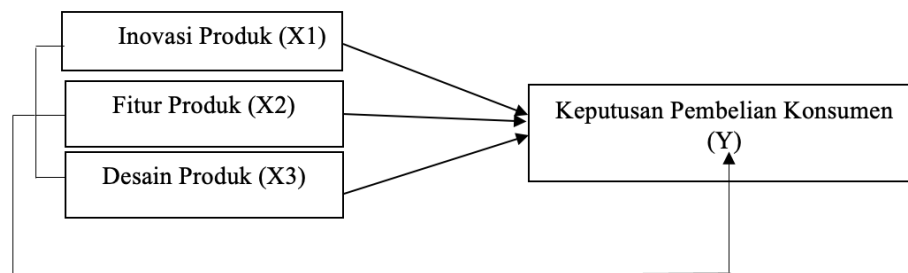 Inovasi Produk (X1)
Fitur Produk (X2)
Desain Produk (X3)
Keputusan Pembelian Konsumen
(Y)